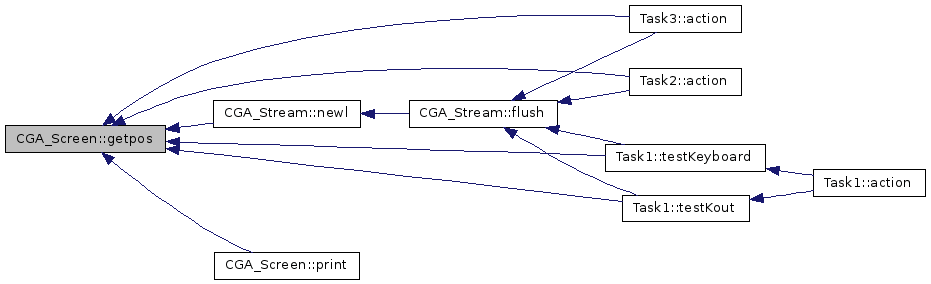 Task3::action
Task2::action
CGA_Stream::newl
CGA_Stream::flush
CGA_Screen::getpos
Task1::testKeyboard
Task1::action
Task1::testKout
CGA_Screen::print